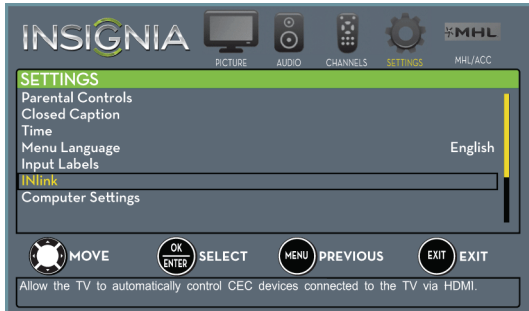 INSIGNIA
PICTURE AUDIO CHANNELS SETTINGS MHL/ACC
MHL
SETTINGS
Parental Controls
Closed Caption
Time
Menu Language English
Input Labels
INlink
Computer Settings
MOVE OK ENTER SELECT MENU PREVIOUS EXIT EXIT
Allow the TV to automatically control CEC devices connected to the TV via HDMI.